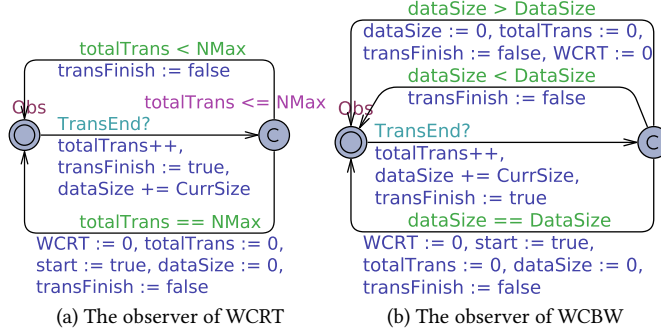 totalTrans < NMax
transFinish := false
totalTrans <= NMax
Obs
TransEnd?
totalTrans++,
transFinish := true,
dataSize += CurrSize
C
totalTrans == NMax
WCRT := 0, totalTrans := 0,
start := true, dataSize := 0,
transFinish := false
(a) The observer of WCRT
dataSize > DataSize
dataSize := 0, totalTrans := 0,
transFinish := false, WCRT := 0
dataSize < DataSize
transFinish := false
Obs
TransEnd?
totalTrans++,
dataSize += CurrSize,
transFinish := true
C
dataSize == DataSize
WCRT := 0, start := true,
totalTrans := 0, dataSize := 0,
transFinish := false
(b) The observer of WCBW